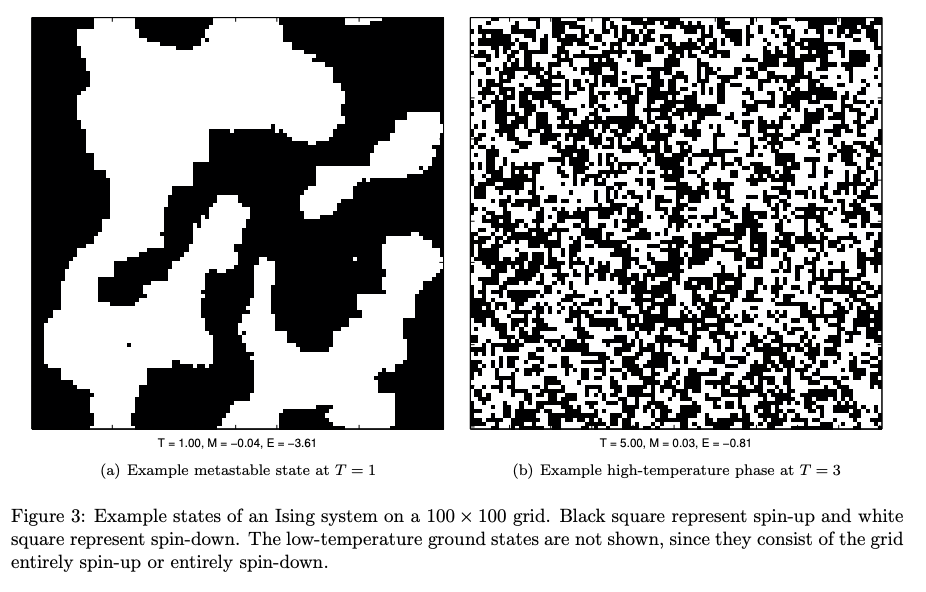 T = 1.00, M = −0.04, E = −3.61
T = 5.00, M = 0.03, E = −0.81
(a) Example metastable state at T = 1
(b) Example high-temperature phase at T = 3
Figure 3: Example states of an Ising system on a 100 × 100 grid. Black square represent spin-up and white
square represent spin-down. The low-temperature ground states are not shown, since they consist of the grid
entirely spin-up or entirely spin-down.